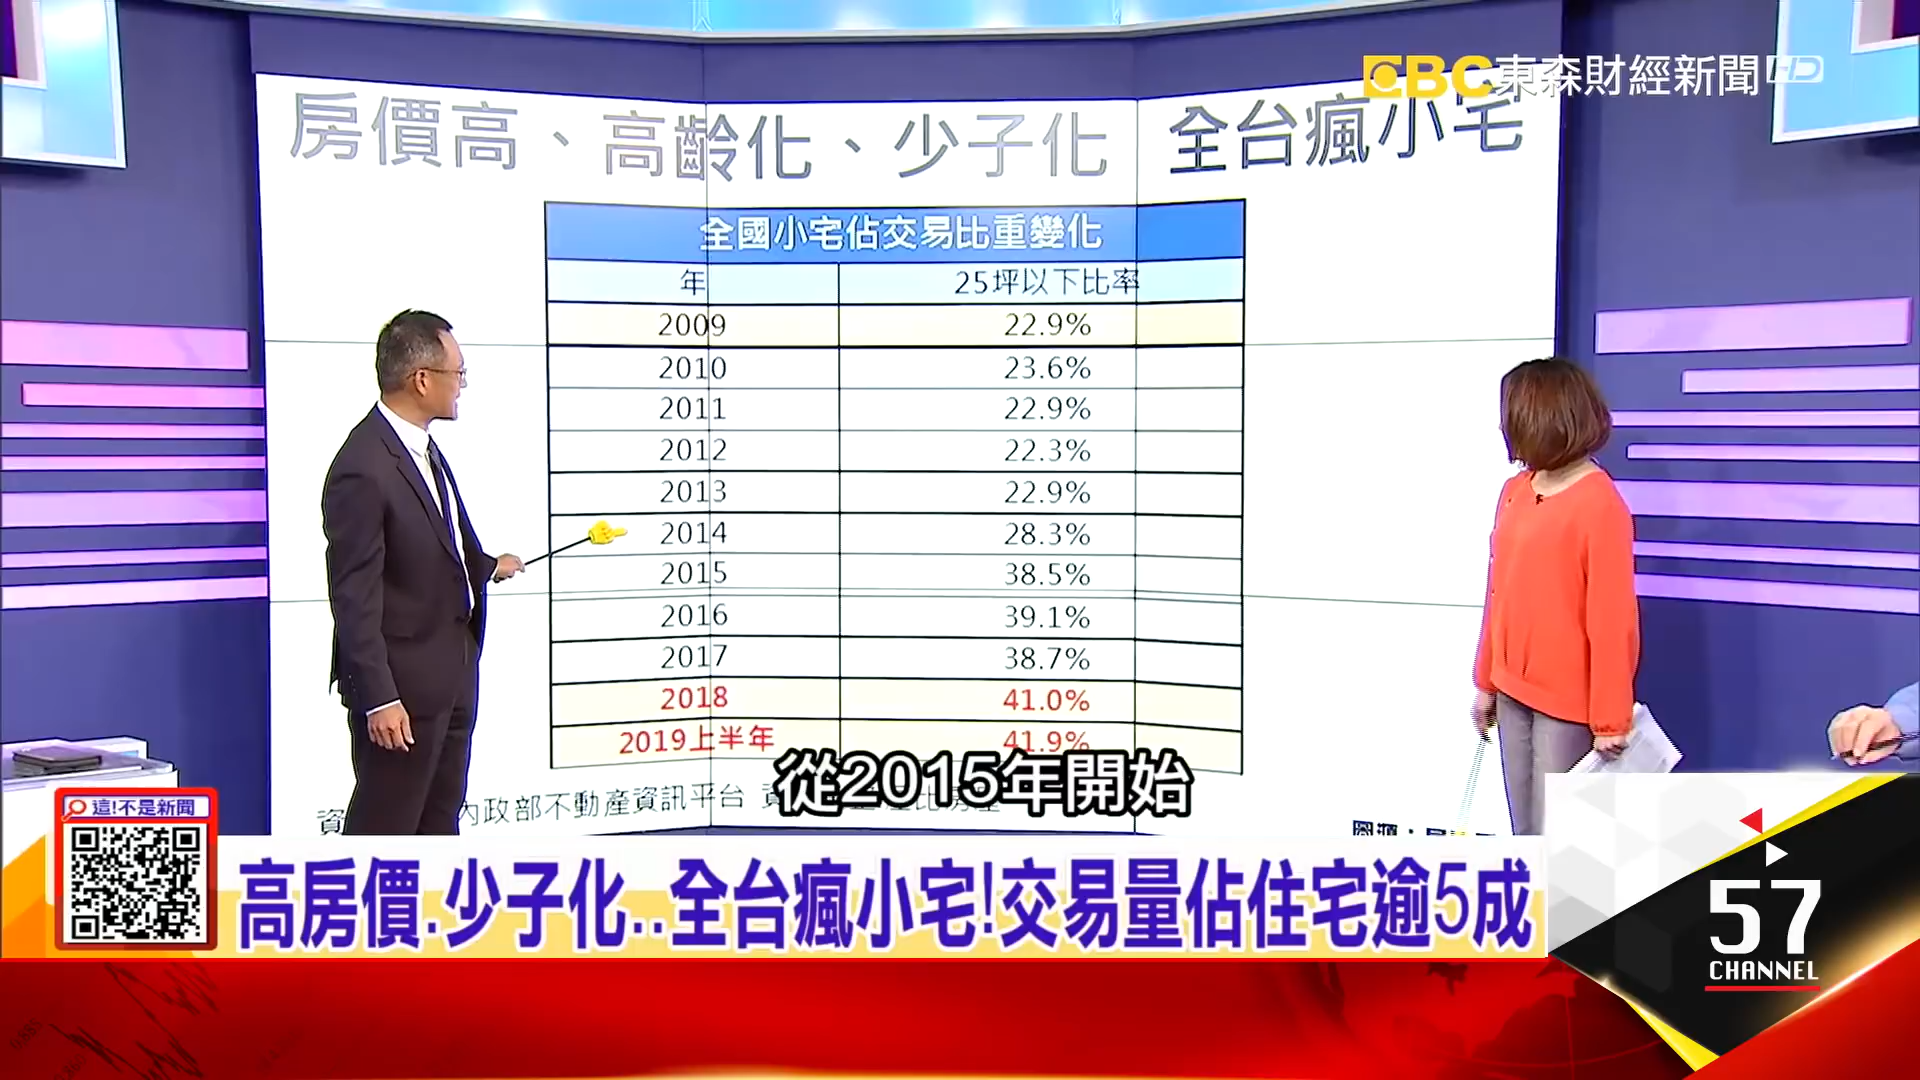 EBC東森財經新聞HD
房價高、高齡化、少子化 全台瘋小宅
全國小宅佔交易比重變化
年 25坪以下比率
2009 22.9%
2010 23.6%
2011 22.9%
2012 22.3%
2013 22.9%
2014 28.3%
2015 38.5%
2016 39.1%
2017 38.7%
2018 41.0%
2019上半年 41.9%
資 內政部不動產資訊平台
從2015年開始
這!不是新聞
高房價.少子化..全台瘋小宅!交易量佔住宅逾5成
57
CHANNEL